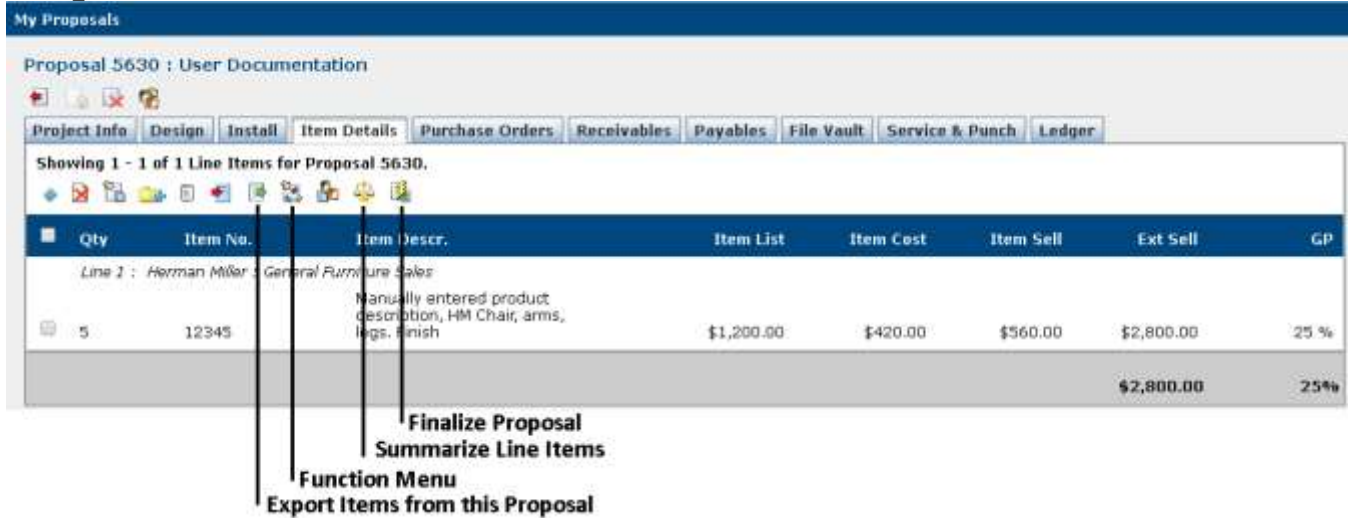 My Proposals
Proposal 5630 : User Documentation
Project Info Design Install Item Details Purchase Orders Receivables Payables File Vault Service & Punch Ledger
Showing 1 - 1 of 1 Line Items for Proposal 5630.
Qty Item No. Item Descr. Item List Item Cost Item Sell Ext Sell GP
Line 1 : Herman Miller : General Furniture Sales
Manually entered product
description, HM Chair, arms,
legs. finish
5 12345 $1,200.00 $420.00 $560.00 $2,800.00 25 %
$2,800.00 25%
Finalize Proposal
Summarize Line Items
Function Menu
Export Items from this Proposal